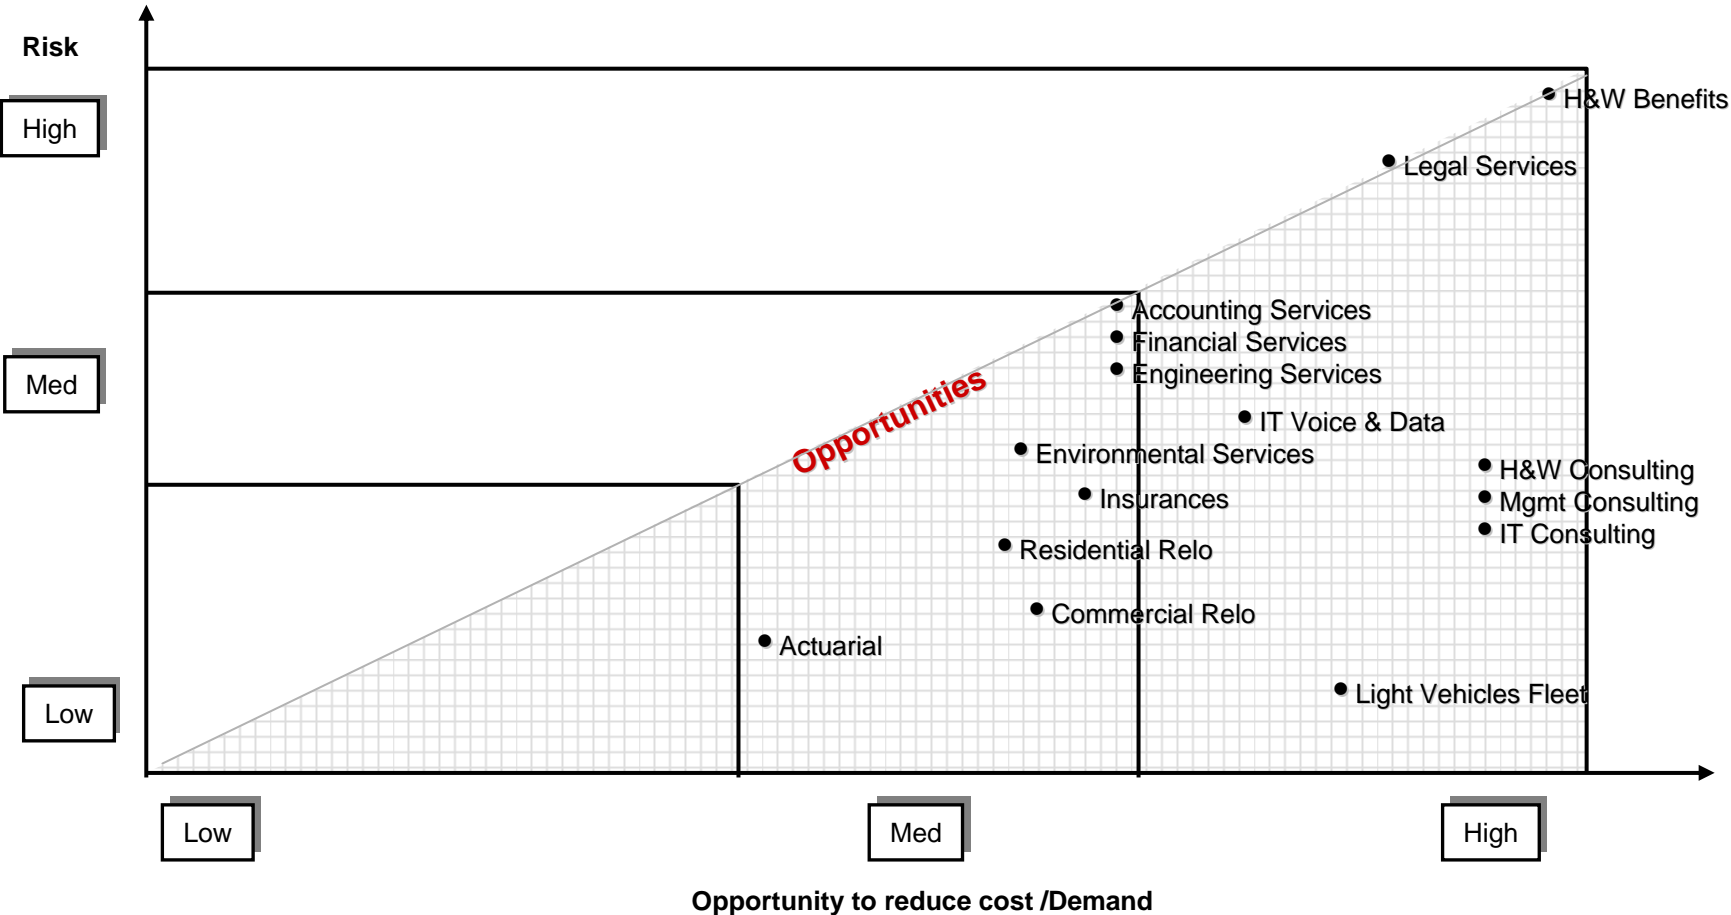 Risk
High
H&W Benefits
Legal Services
Accounting Services
Financial Services
Engineering Services
Med
Opportunities
IT Voice & Data
Environmental Services
H&W Consulting
Insurances
Mgmt Consulting
IT Consulting
Residential Relo
Commercial Relo
Actuarial
Light Vehicles Fleet
Low
Low
Med
High
Opportunity to reduce cost /Demand